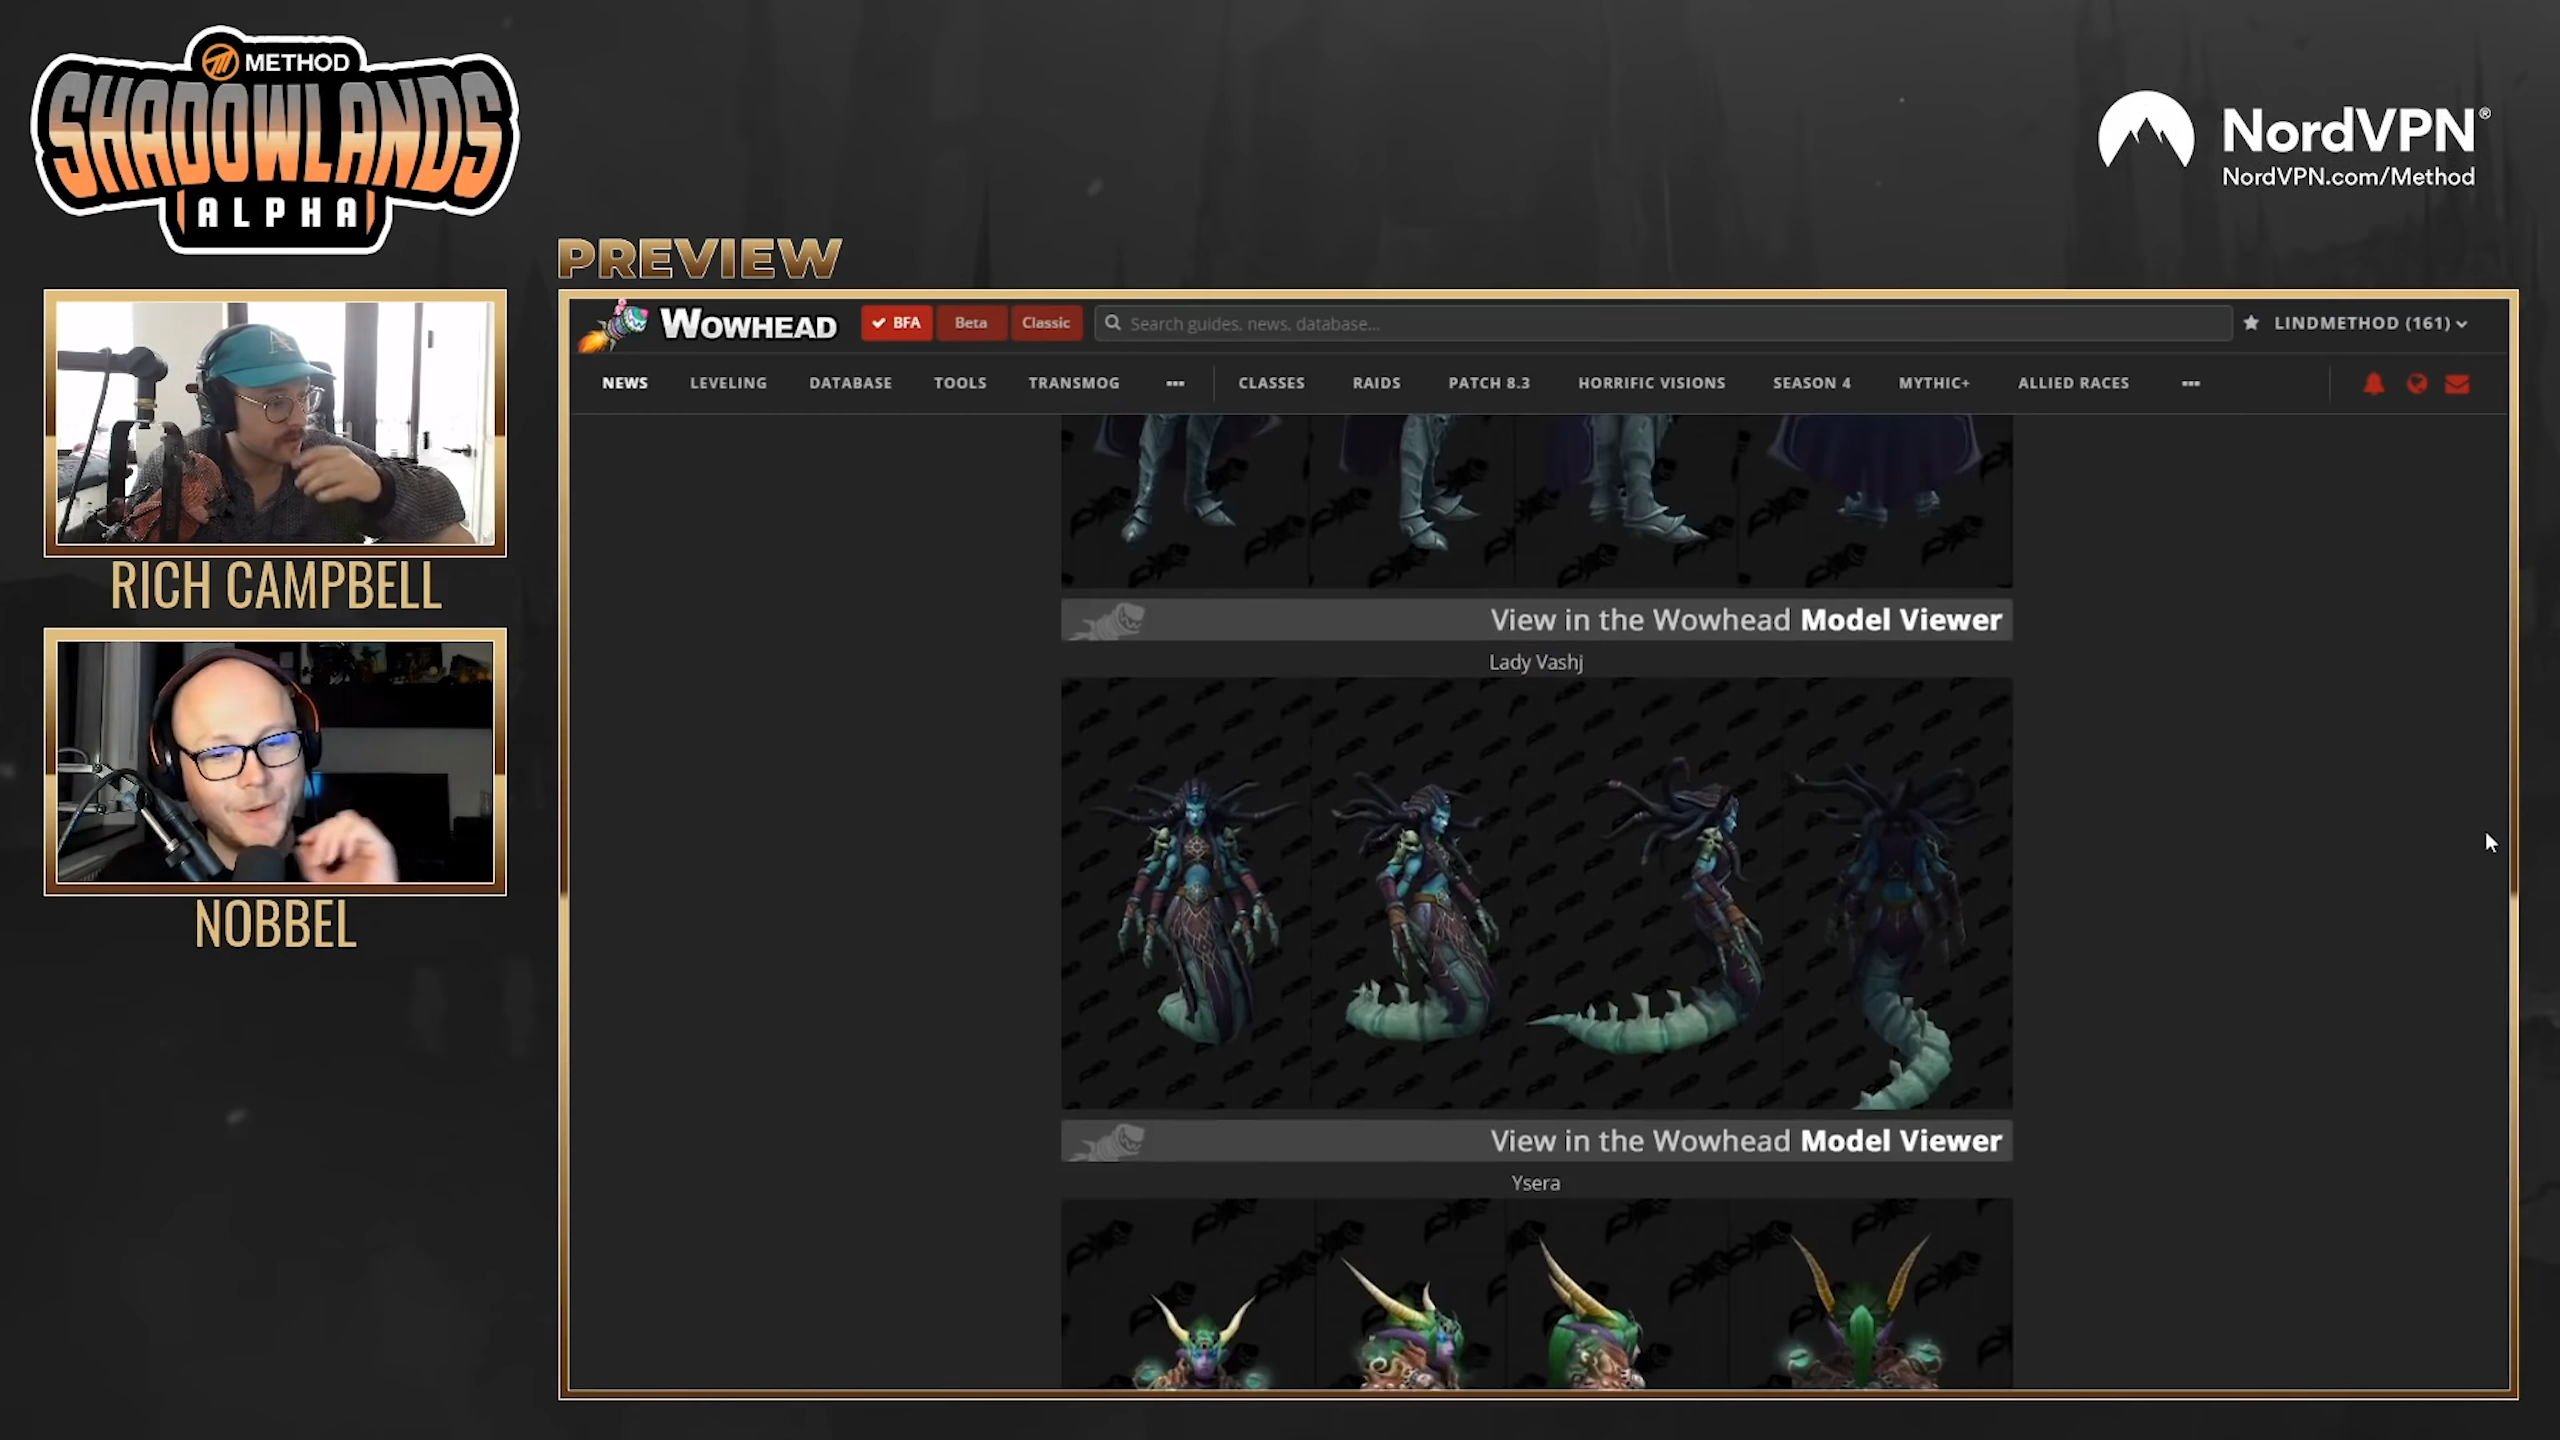 METHOD
SHADOWLANDS
ALPHA
NordVPN®
NordVPN.com/Method
PREVIEW
WOWHEAD
BFA
Beta
Classic
Search guides, news, database...
LINDMETHOD (161)
NEWS
LEVELING
DATABASE
TOOLS
TRANSMOG
CLASSES
RAIDS
PATCH 8.3
HORRIFIC VISIONS
SEASON 4
MYTHIC+
ALLIED RACES
RICH CAMPBELL
View in the Wowhead Model Viewer
Lady Vashj
NOBBEL
View in the Wowhead Model Viewer
Ysera